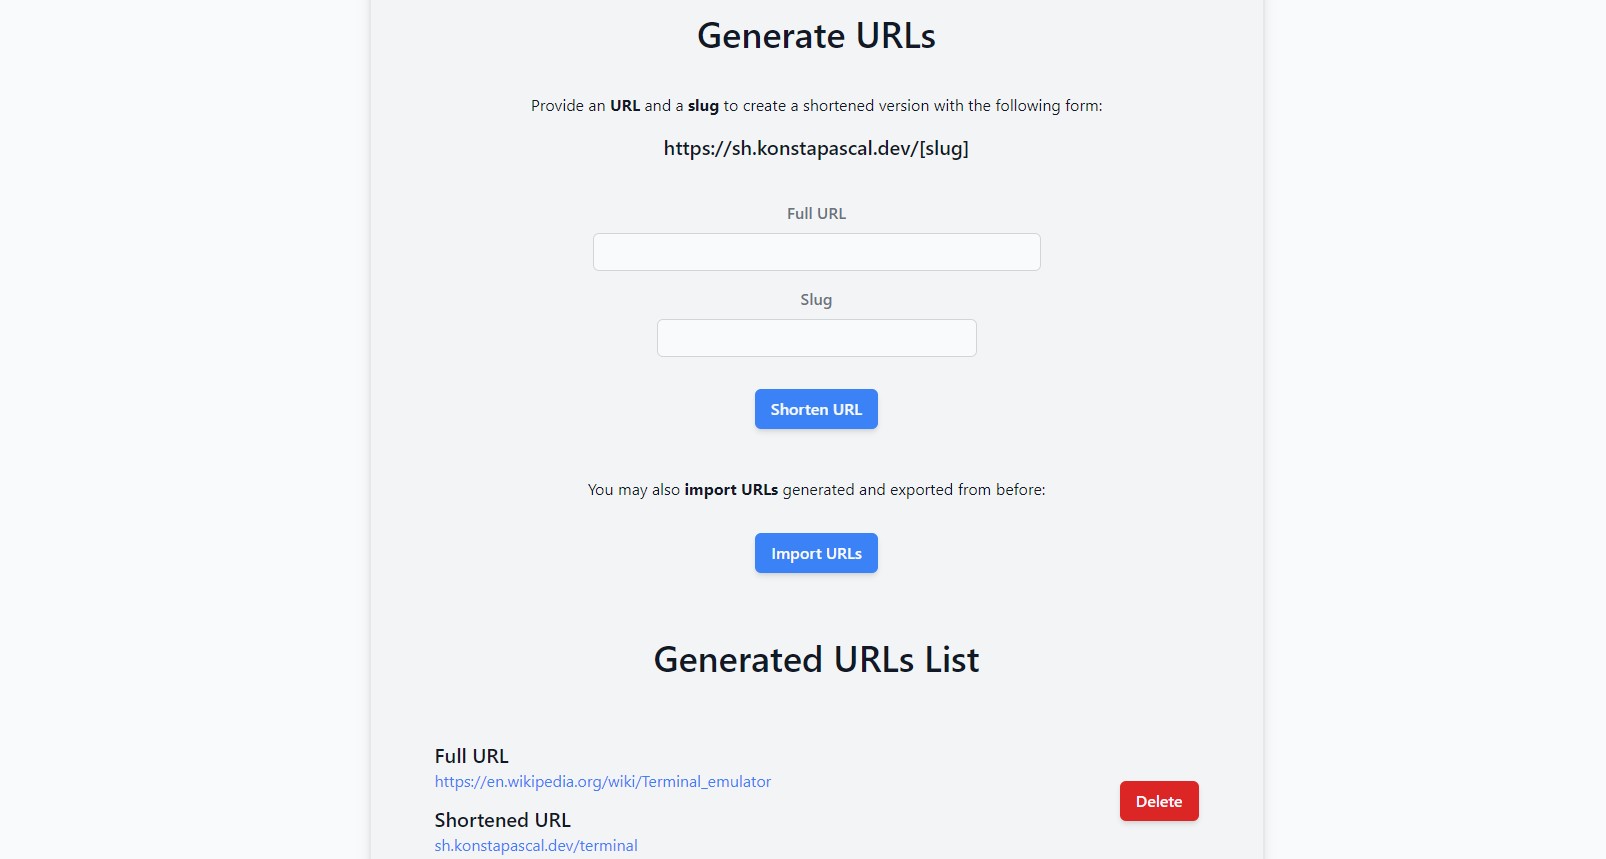 Generate URLs
Provide an URL and a slug to create a shortened version with the following form:
https://sh.konstapascal.dev/[slug]
Full URL
Slug
Shorten URL
You may also import URLs generated and exported from before:
Import URLs
Generated URLs List
Full URL
https://en.wikipedia.org/wiki/Terminal_emulator
Delete
Shortened URL
sh.konstapascal.dev/terminal